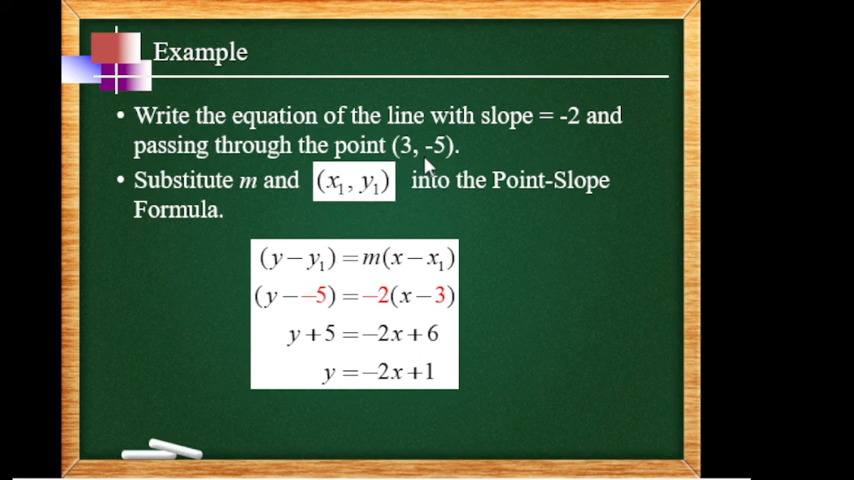 Example
• Write the equation of the line with slope = -2 and
passing through the point (3, -5).
• Substitute m and (x₁, y₁) into the Point-Slope
Formula.
(y − y₁) = m(x − x₁)
(y − −5) = −2(x − 3)
y + 5 = −2x + 6
y = −2x + 1